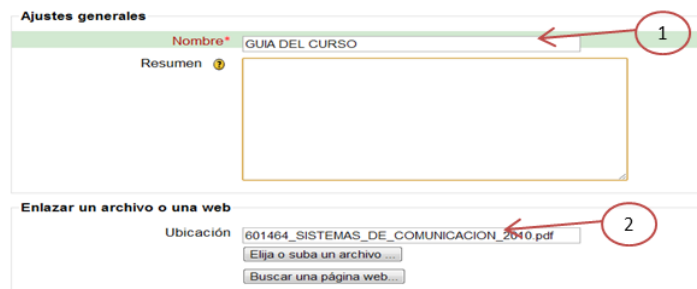 Ajustes generales
Nombre* GUIA DEL CURSO 1
Resumen ?
Enlazar un archivo o una web
Ubicación 601464_SISTEMAS_DE_COMUNICACION_2010.pdf 2
Elija o suba un archivo ...
Buscar una página web...